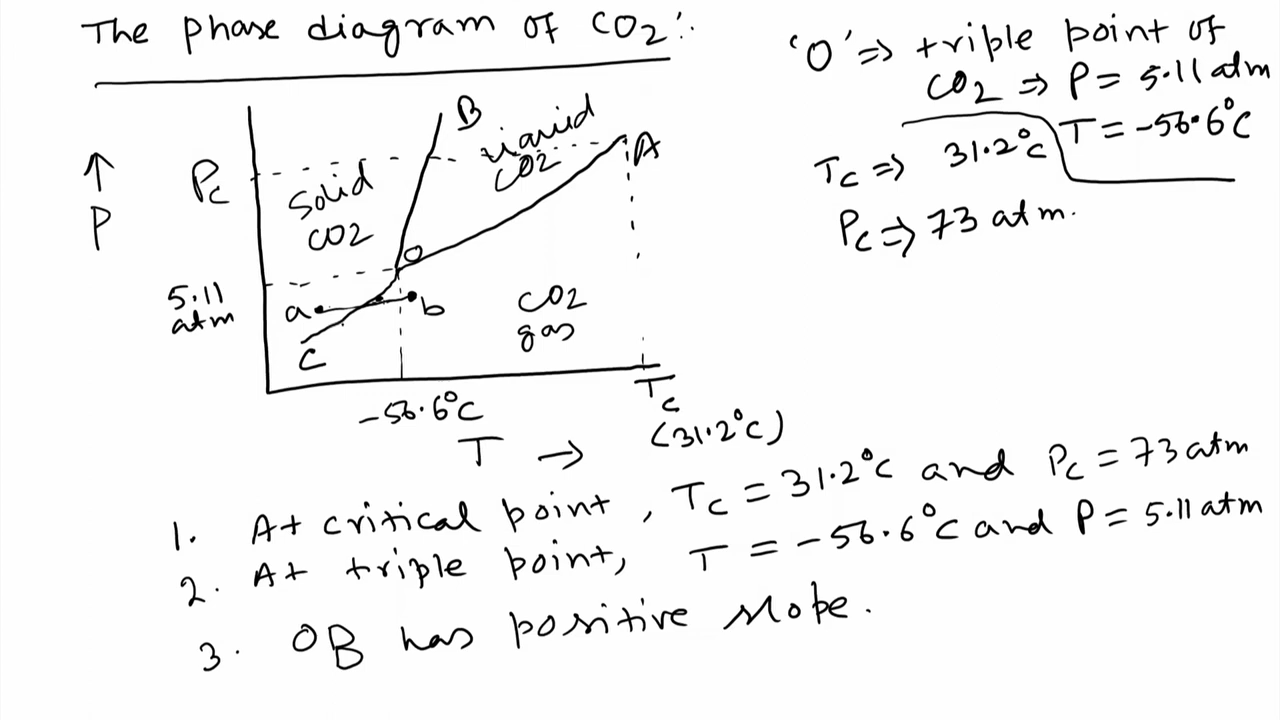 The phase diagram of CO2:
'O' => triple point of
CO2 => P = 5.11 atm
T = -56.6°C
Tc => 31.2°C
Pc => 73 atm.
↑
P
Pc
B
Solid
CO2
Liquid
CO2
A
O
5.11
atm
a
b
C
CO2
gas
-56.6°C
Tc
(31.2°C)
T →
1. At critical point, Tc = 31.2°C and Pc = 73 atm
2. At triple point, T = -56.6°C and P = 5.11 atm
3. OB has positive slope.